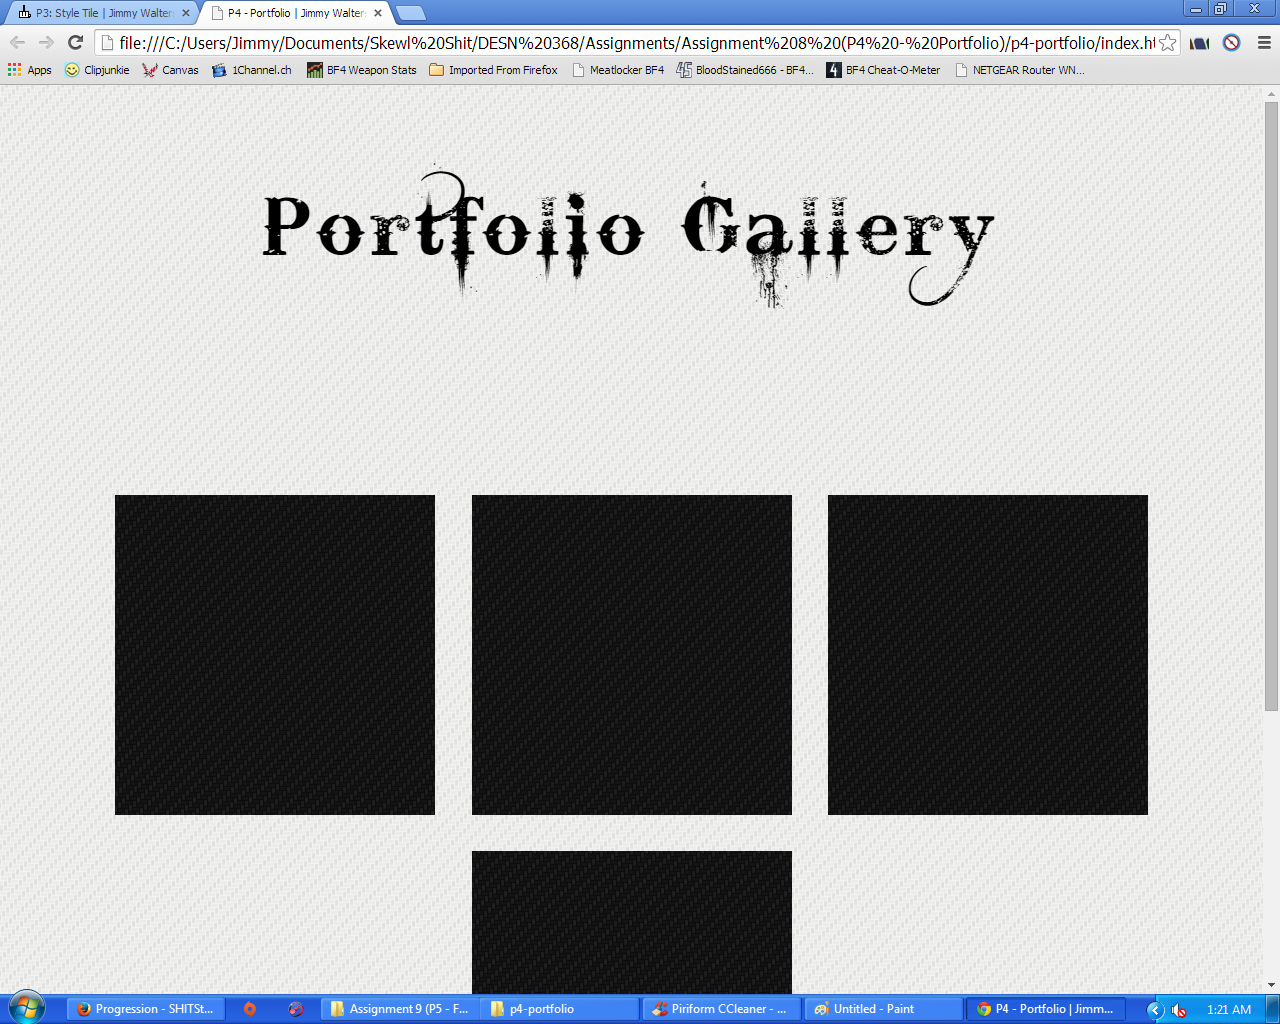 P3: Style Tile | Jimmy Walter
P4 - Portfolio | Jimmy Walter
file:///C:/Users/Jimmy/Documents/Skewl%20Shit/DESN%20368/Assignments/Assignment%208%20(P4%20-%20Portfolio)/p4-portfolio/index.ht
Apps
Clipjunkie
Canvas
1Channel.ch
BF4 Weapon Stats
Imported From Firefox
Meatlocker BF4
BloodStained666 - BF4...
BF4 Cheat-O-Meter
NETGEAR Router WN...
Portfolio Gallery
Progression - SHITSt...
Assignment 9 (P5 - F...
p4-portfolio
Piriform CCleaner - ...
Untitled - Paint
P4 - Portfolio | Jimm...
1:21 AM